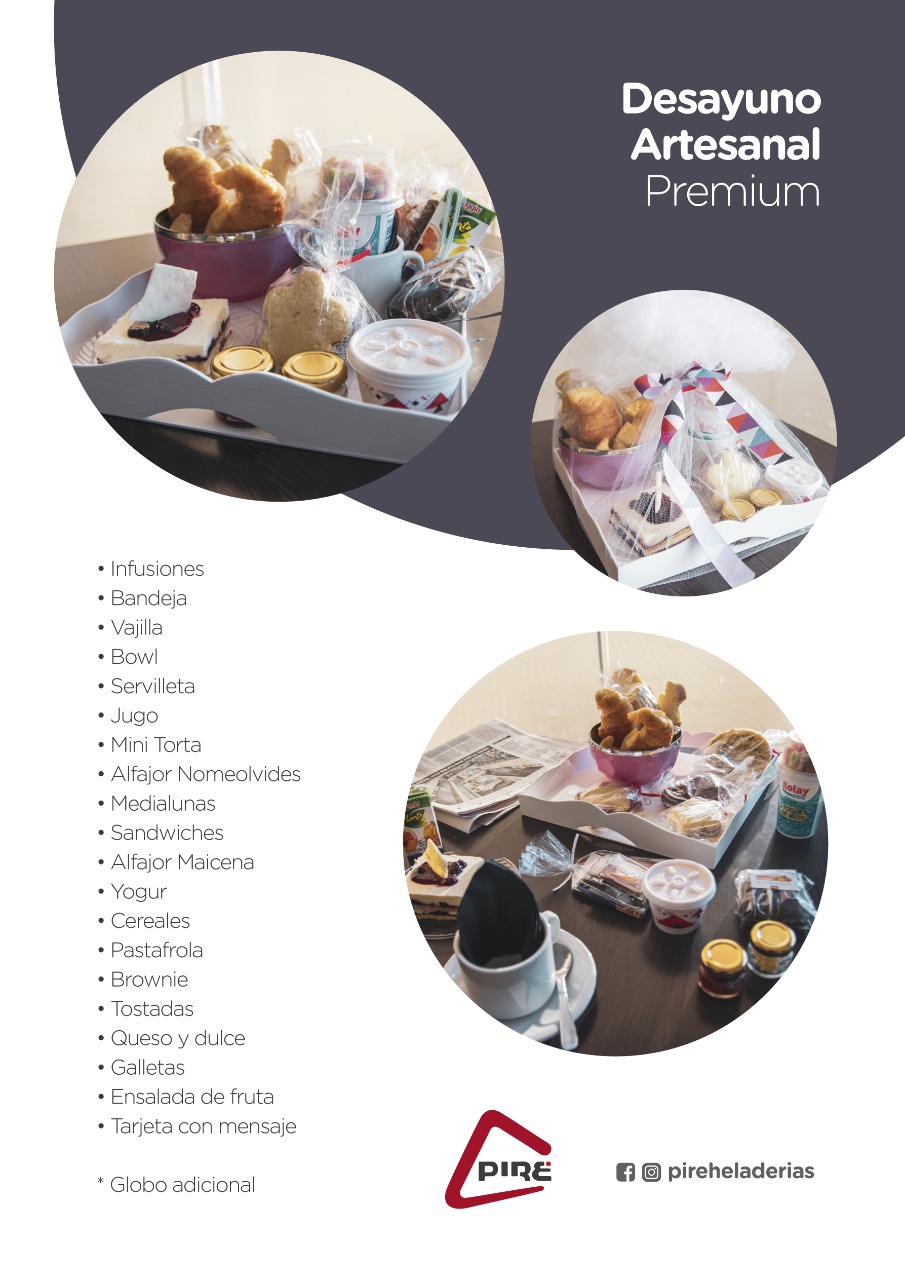 Desayuno
Artesanal
Premium
• Infusiones
• Bandeja
• Vajilla
• Bowl
• Servilleta
• Jugo
• Mini Torta
• Alfajor Nomeolvides
• Medialunas
• Sandwiches
• Alfajor Maicena
• Yogur
• Cereales
• Pastafrola
• Brownie
• Tostadas
• Queso y dulce
• Galletas
• Ensalada de fruta
• Tarjeta con mensaje
* Globo adicional
PIRË
pireheladerias